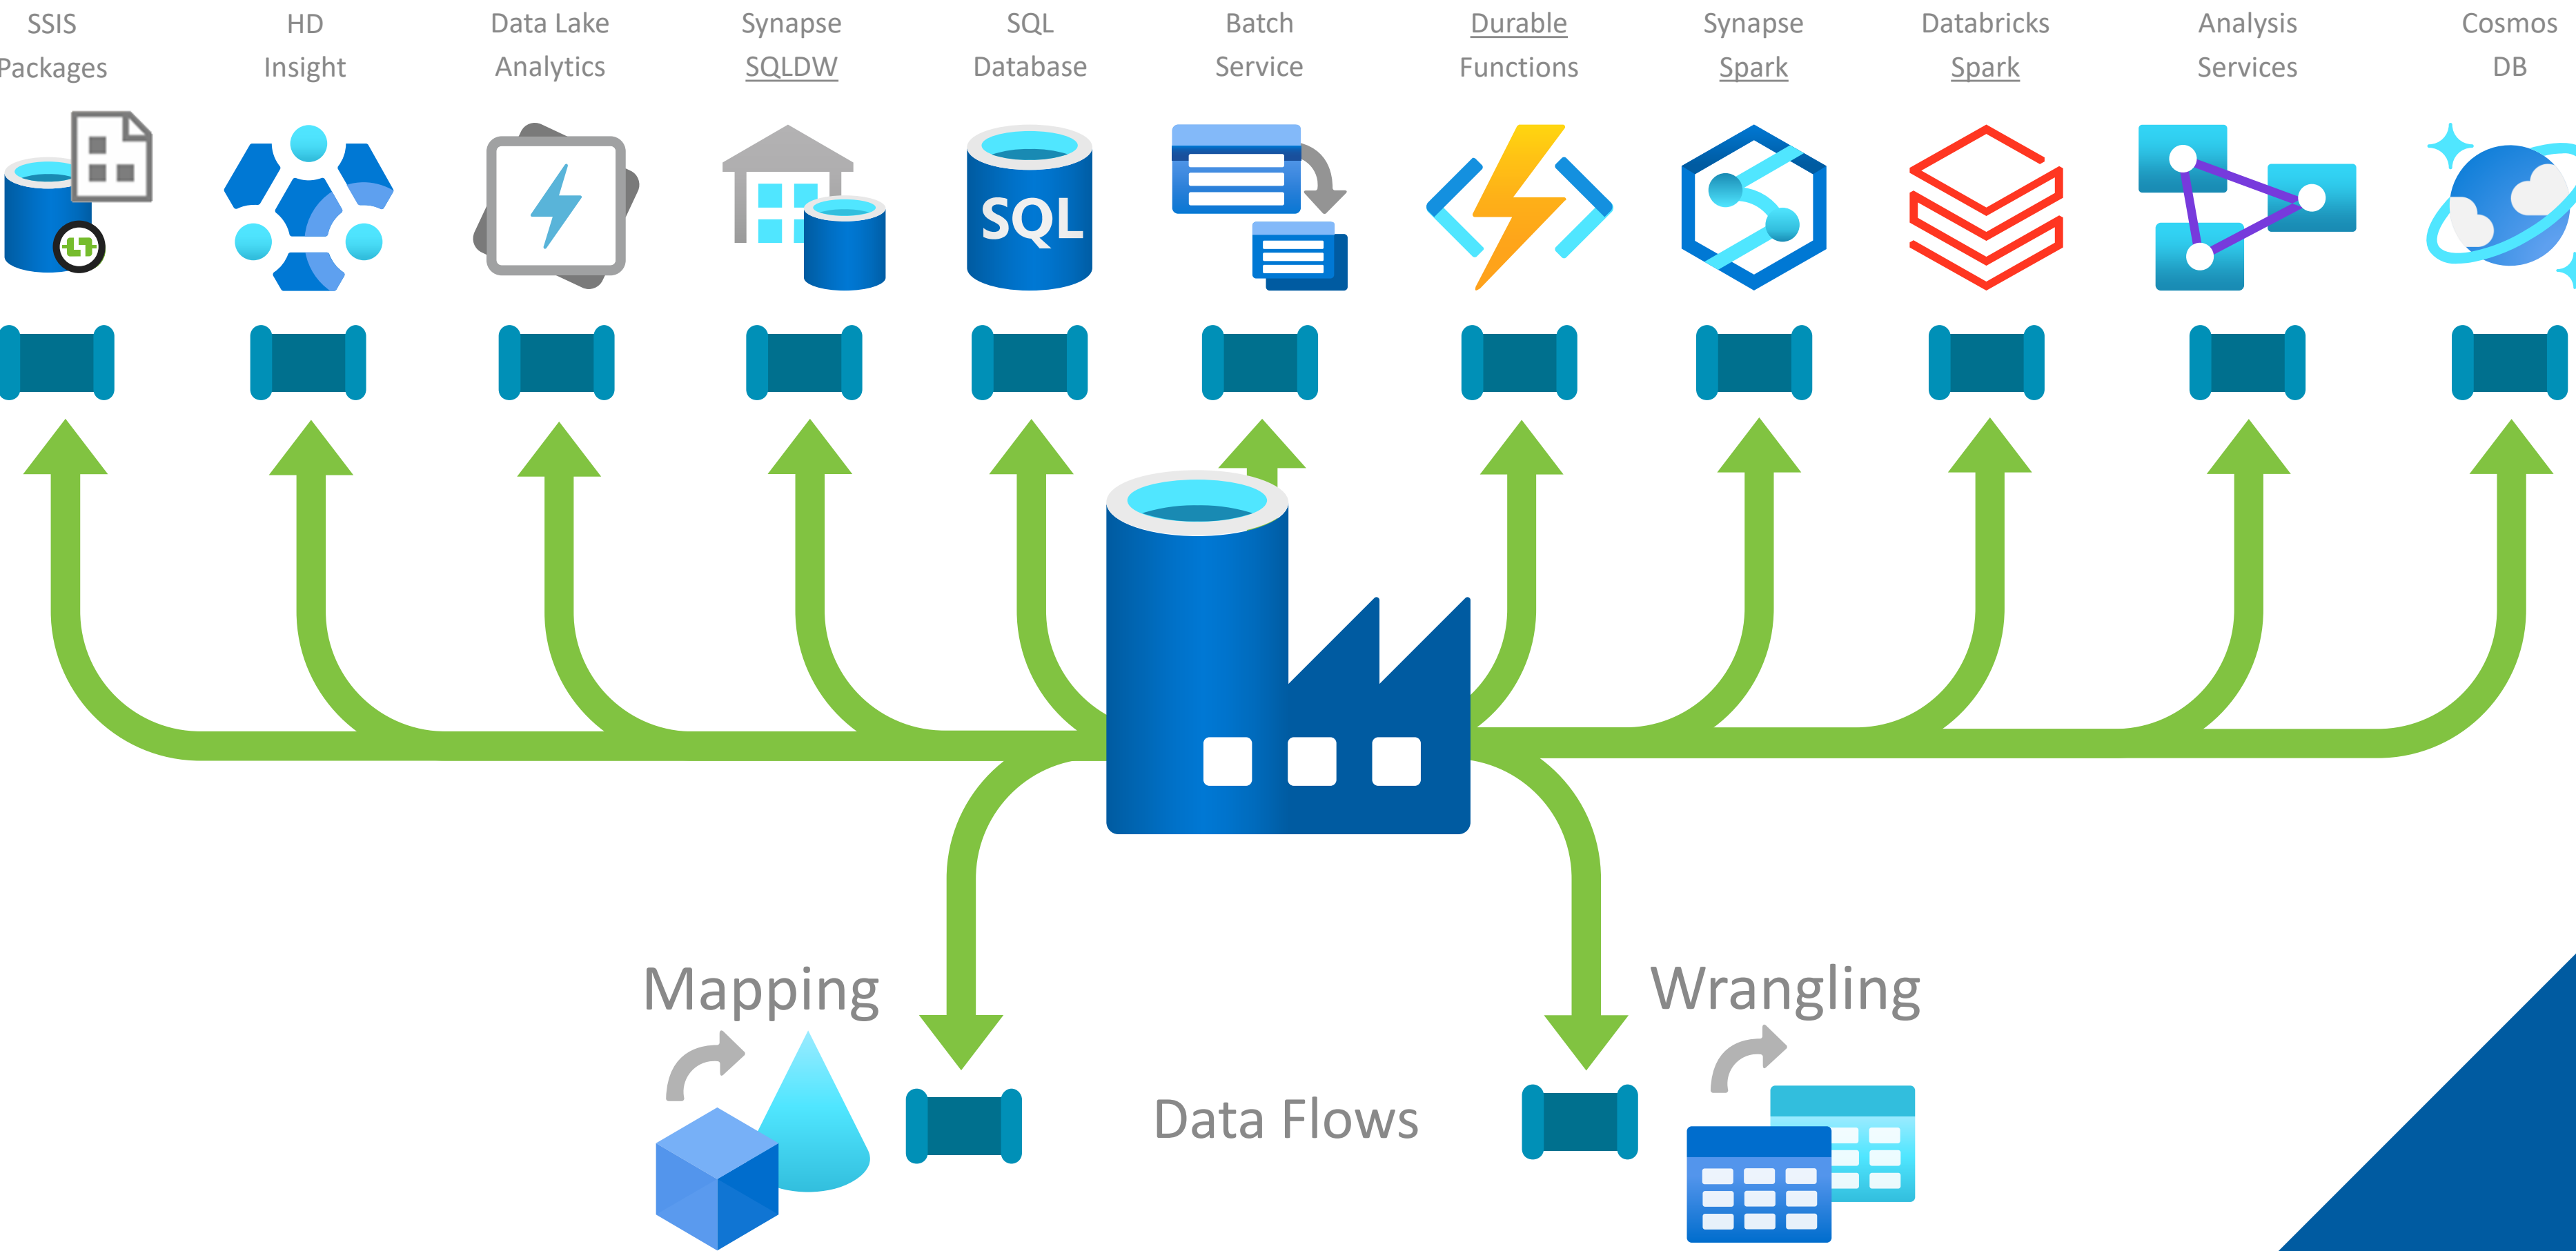 SSIS
Packages
HD
Insight
Data Lake
Analytics
Synapse
SQLDW
SQL
Database
Batch
Service
Durable
Functions
Synapse
Spark
Databricks
Spark
Analysis
Services
Cosmos
DB
SQL
Mapping
Wrangling
Data Flows